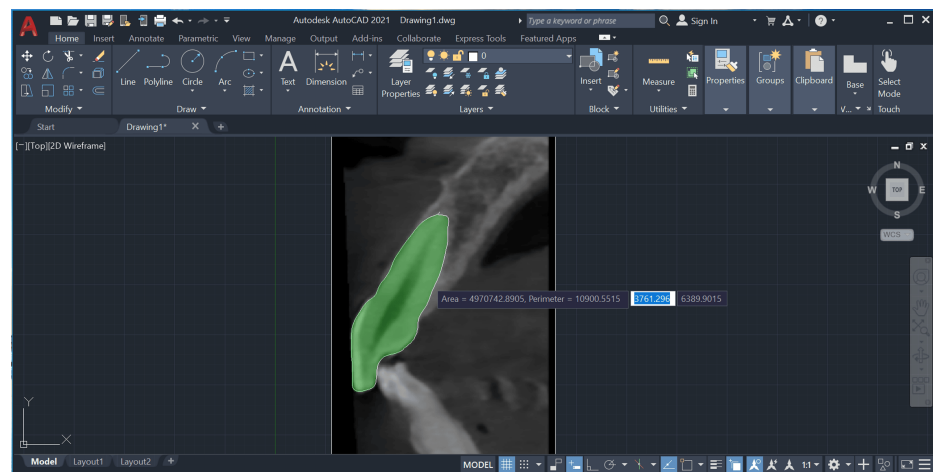 Autodesk AutoCAD 2021 Drawing1.dwg Type a keyword or phrase Sign In
Home Insert Annotate Parametric View Manage Output Add-ins Collaborate Express Tools Featured Apps
0
Line Polyline Circle Arc Text Dimension Layer Properties Insert Measure Properties Groups Clipboard Base Select Mode
Modify Draw Annotation Layers Block Utilities V... Touch
Start Drawing1*
[−][Top][2D Wireframe]
N
W TOP E
S
WCS
Area = 4970742.8905, Perimeter = 10900.5515 3761.296 6389.9015
Y
X
Model Layout1 Layout2
MODEL 1:1